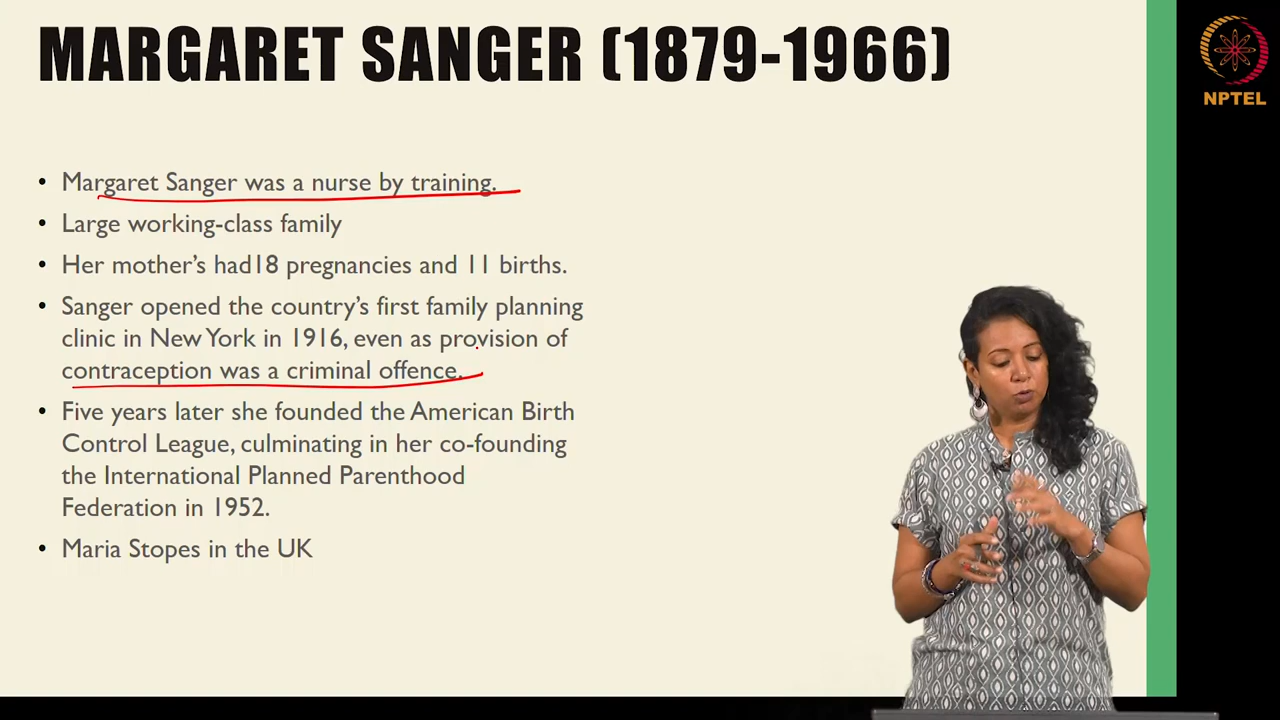 MARGARET SANGER (1879-1966)
NPTEL
• Margaret Sanger was a nurse by training.
• Large working-class family
• Her mother's had18 pregnancies and 11 births.
• Sanger opened the country's first family planning
clinic in New York in 1916, even as provision of
contraception was a criminal offence.
• Five years later she founded the American Birth
Control League, culminating in her co-founding
the International Planned Parenthood
Federation in 1952.
• Maria Stopes in the UK